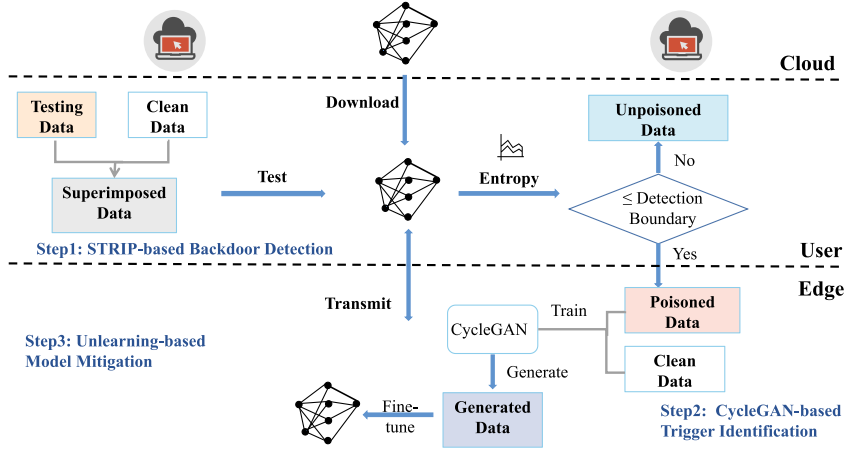 Cloud
Download
Testing
Data
Clean
Data
Superimposed
Data
Test
Entropy
Unpoisoned
Data
No
≤ Detection
Boundary
Yes
Step1: STRIP-based Backdoor Detection
User
Edge
Transmit
CycleGAN
Train
Poisoned
Data
Clean
Data
Step3: Unlearning-based
Model Mitigation
Generate
Generated
Data
Fine-
tune
Step2: CycleGAN-based
Trigger Identification